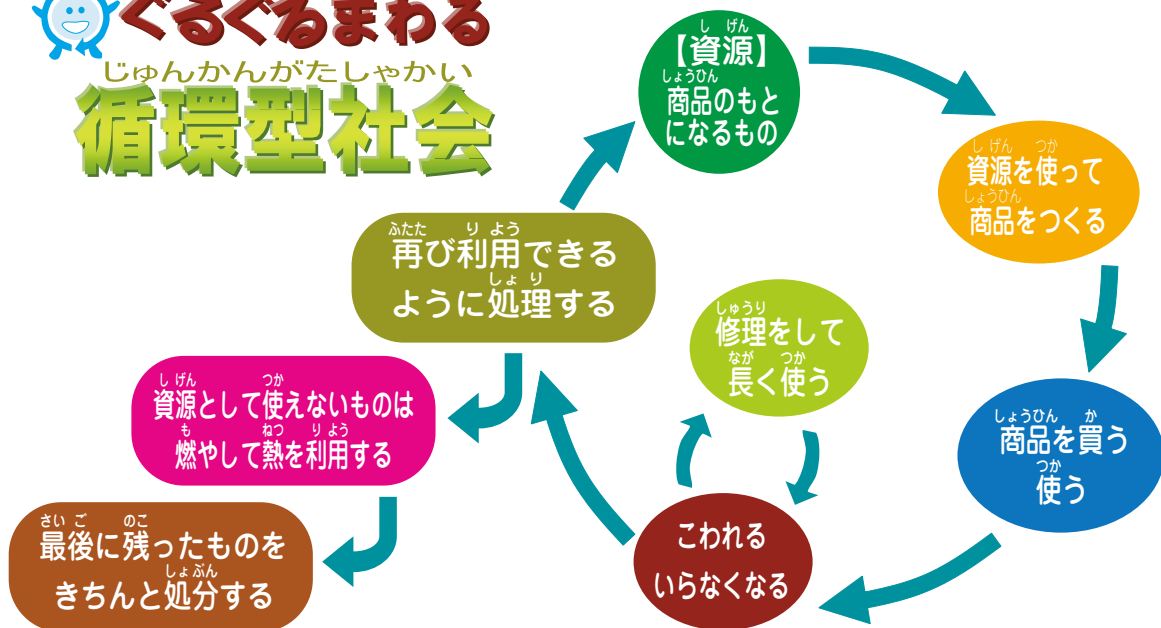 ぐるぐるまわる
じゅんかんがたしゃかい
循環型社会
しげん
【資源】
しょうひん
商品のもと
になるもの
しげん つか
資源を使って
しょうひん
商品をつくる
しょうひん か
商品を買う
つか
使う
こわれる
いらなくなる
しゅうり
修理をして
なが つか
長く使う
ふたた りよう
再び利用できる
しょり
ように処理する
しげん つか
資源として使えないものは
も ねつ りよう
燃やして熱を利用する
さいご のこ
最後に残ったものを
しょぶん
きちんと処分する